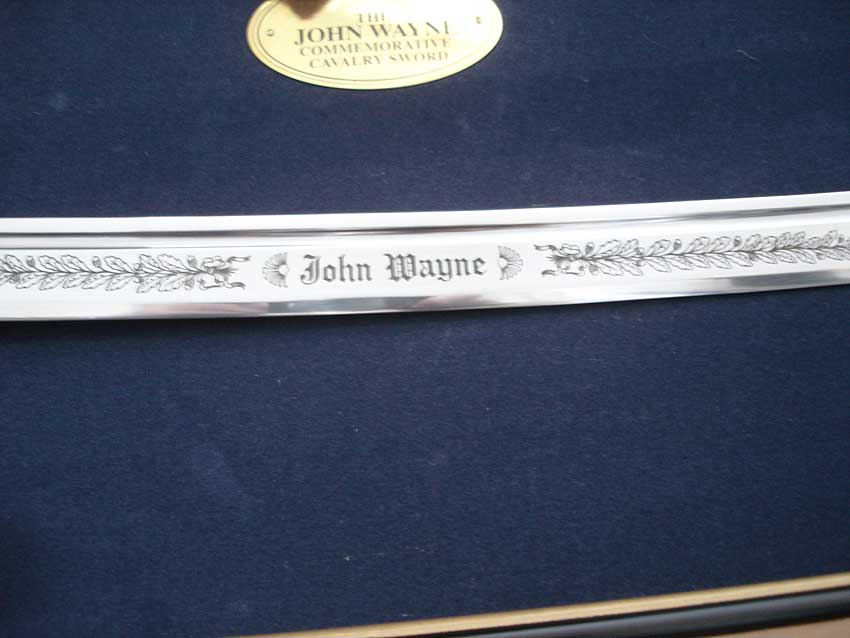 THE
JOHN WAYNE
COMMEMORATIVE
CAVALRY SWORD
John Wayne